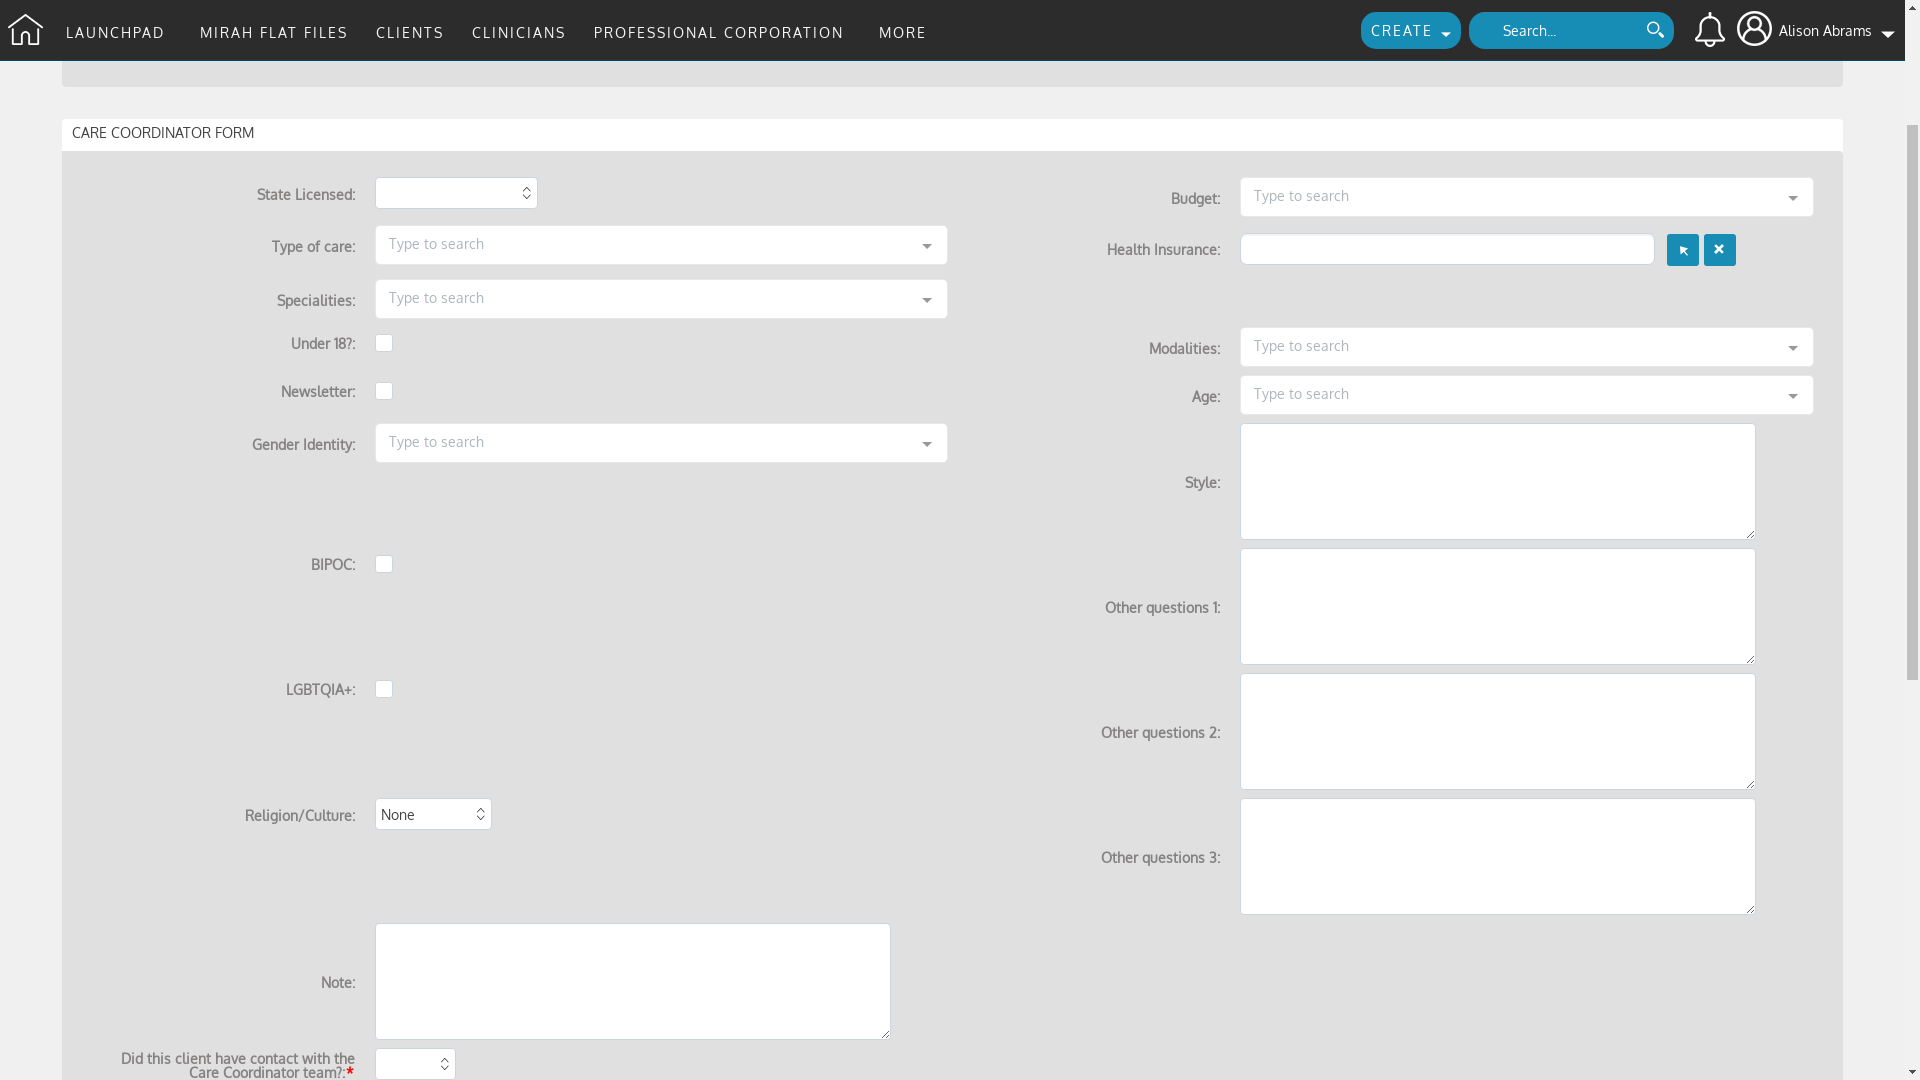 LAUNCHPAD MIRAH FLAT FILES CLIENTS CLINICIANS PROFESSIONAL CORPORATION MORE CREATE Search... Alison Abrams
CARE COORDINATOR FORM
State Licensed:
Budget: Type to search
Type of care: Type to search
Health Insurance:
Specialities: Type to search
Under 18?:
Modalities: Type to search
Newsletter:
Age: Type to search
Gender Identity: Type to search
Style:
BIPOC:
Other questions 1:
LGBTQIA+:
Other questions 2:
Religion/Culture: None
Other questions 3:
Note:
Did this client have contact with the
Care Coordinator team?:*